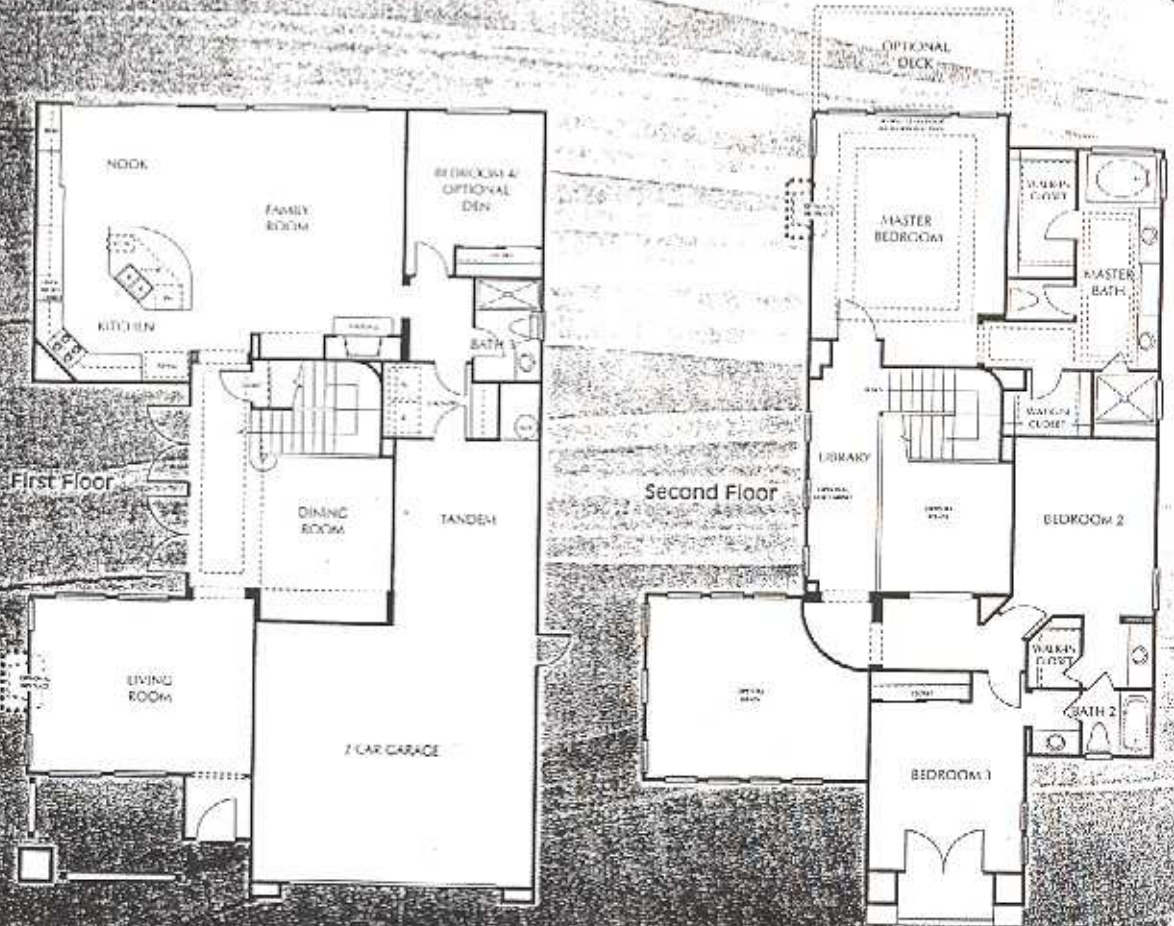 OPTIONAL
DECK
NOOK
FAMILY
ROOM
BEDROOM 4/
OPTIONAL
DEN
KITCHEN
BATH 3
First Floor
DINING
ROOM
TANDEM
LIVING
ROOM
2 CAR GARAGE
MASTER
BEDROOM
WALK-IN
CLOSET
MASTER
BATH
WALK-IN
CLOSET
LIBRARY
Second Floor
BEDROOM 2
WALK-IN
CLOSET
BATH 2
BEDROOM 3